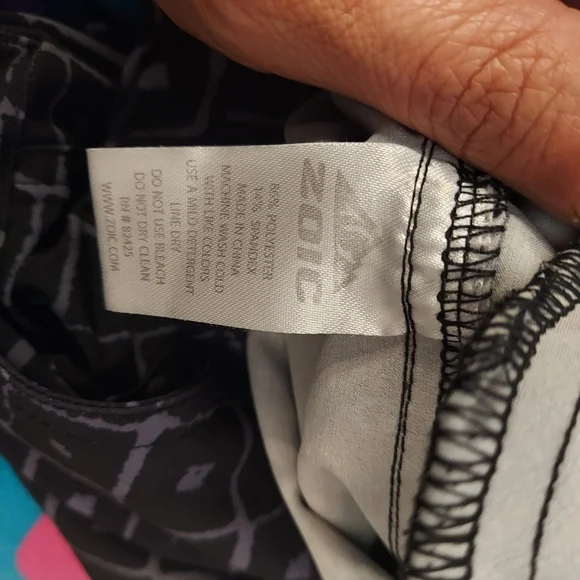 ZOIC
86% POLYESTER
14% SPANDEX
MADE IN CHINA
MACHINE WASH COLD
WITH LIKE COLORS
USE A MILD DETERGENT
LINE DRY
DO NOT USE BLEACH
DO NOT DRY CLEAN
RN # 82425
WWW.ZOIC.COM